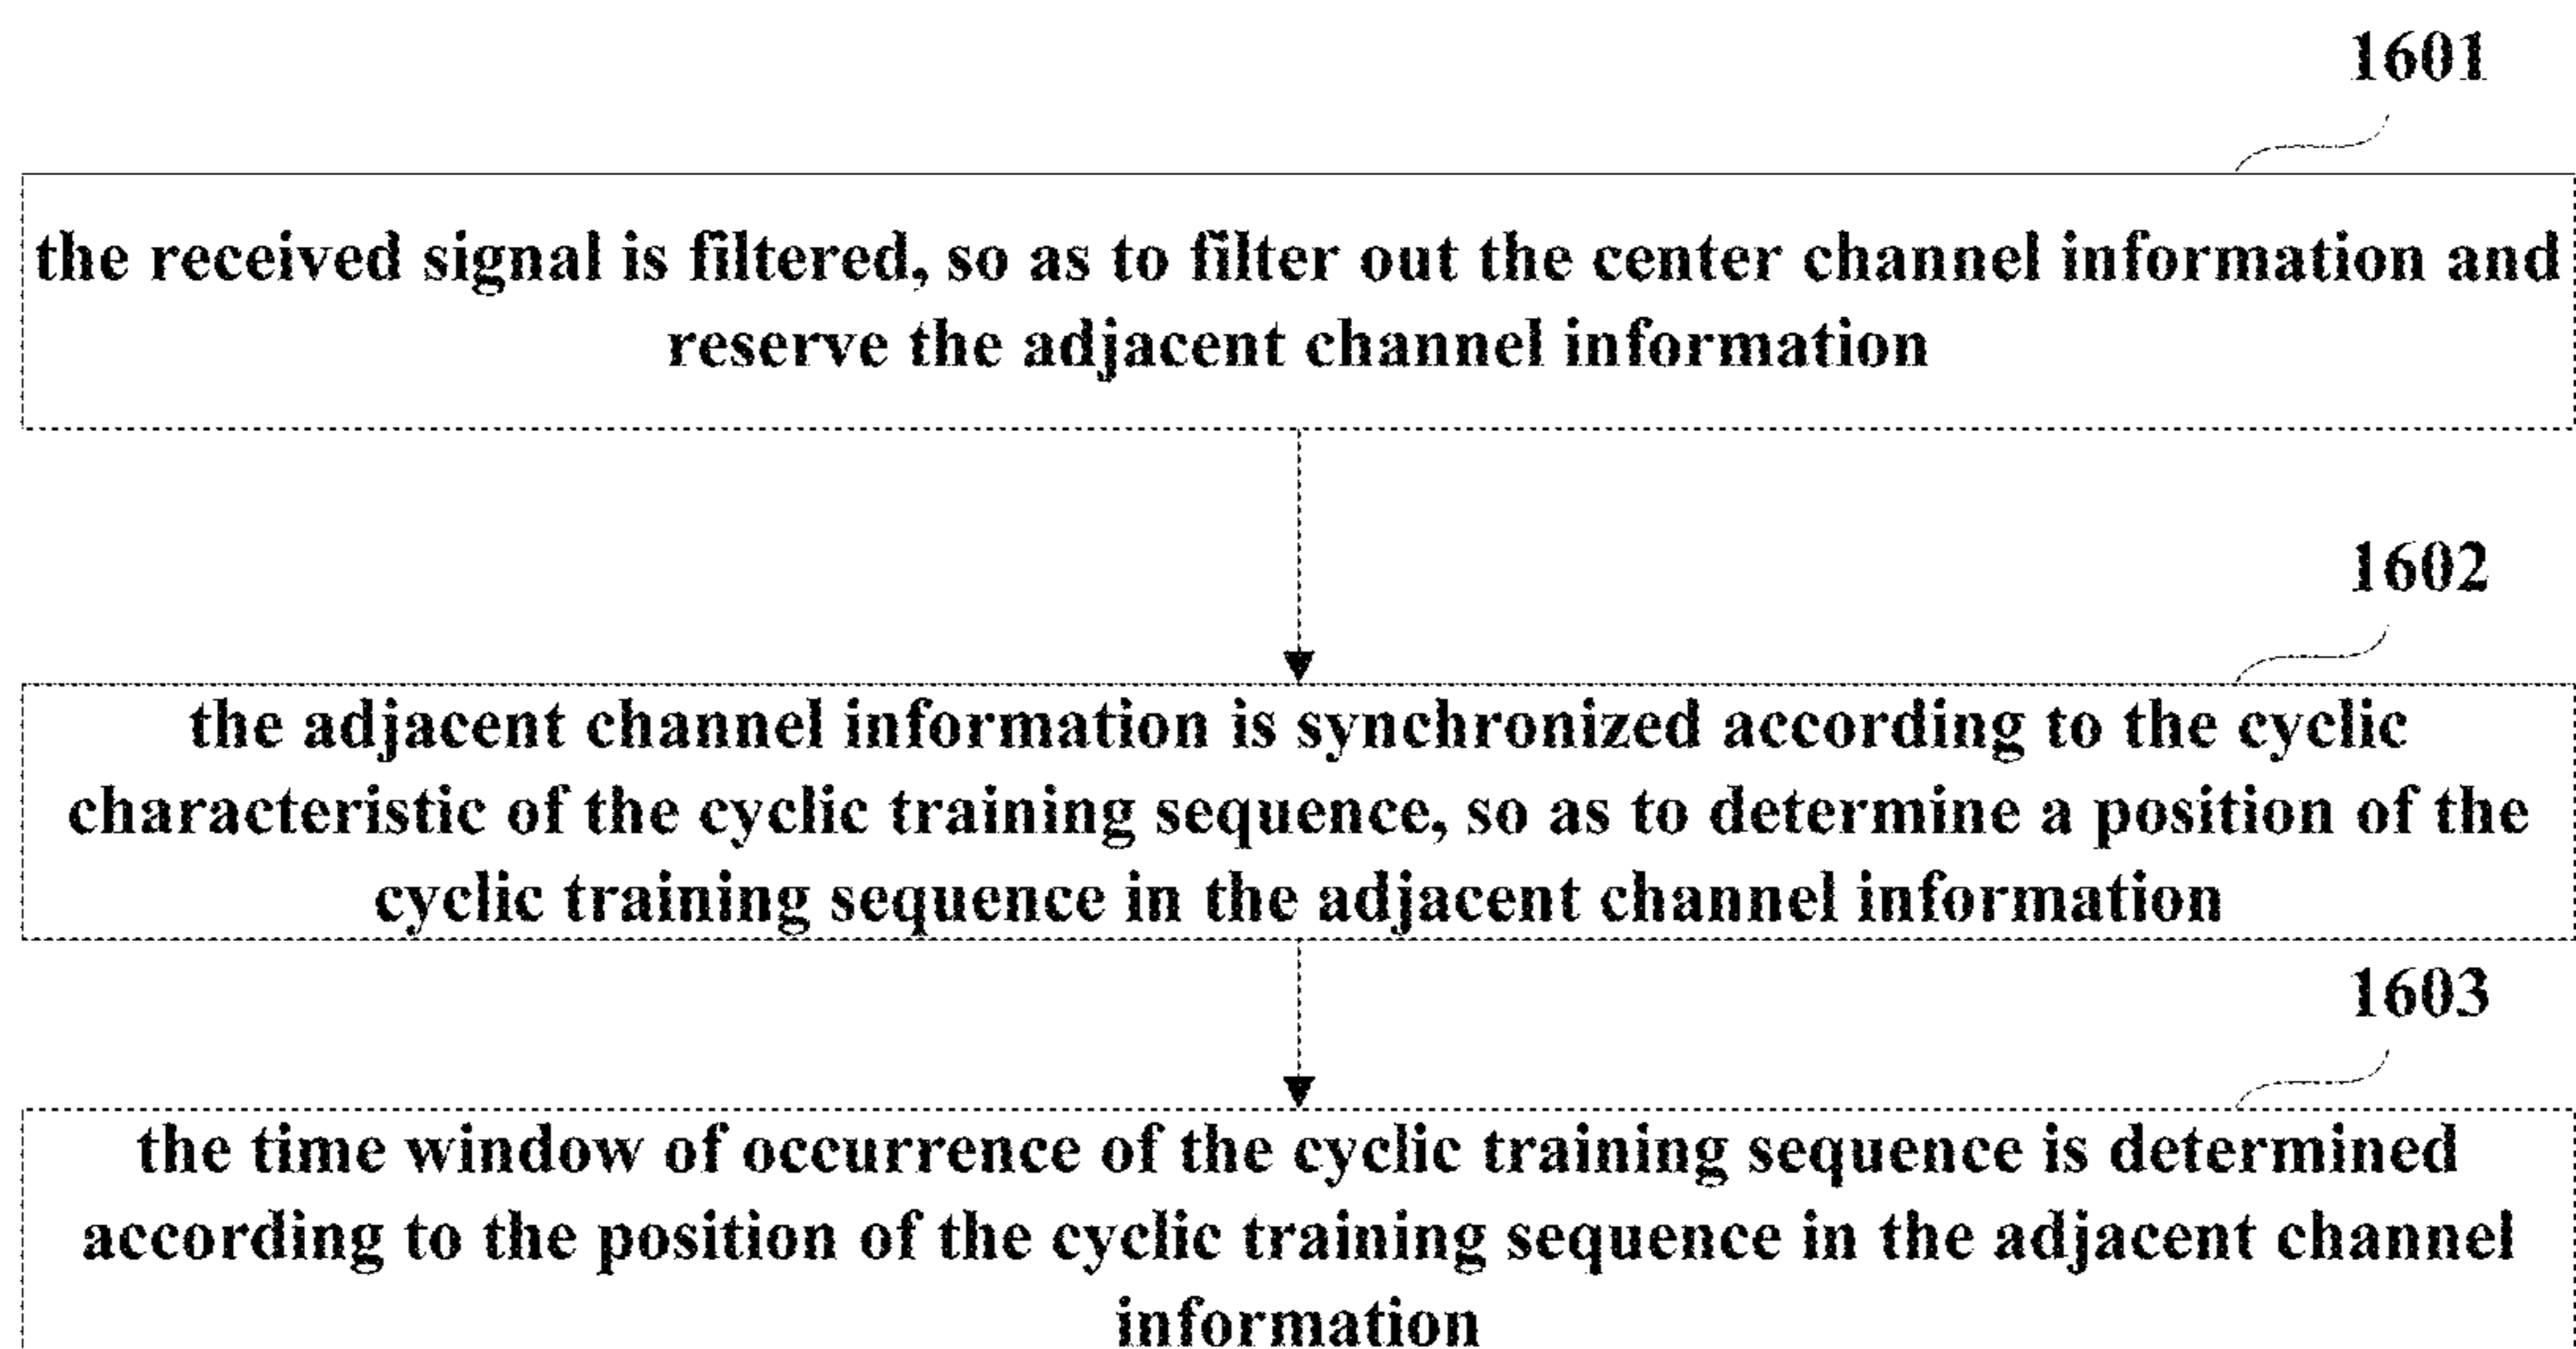 1601
the received signal is filtered, so as to filter out the center channel information and
reserve the adjacent channel information
1602
the adjacent channel information is synchronized according to the cyclic
characteristic of the cyclic training sequence, so as to determine a position of the
cyclic training sequence in the adjacent channel information
1603
the time window of occurrence of the cyclic training sequence is determined
according to the position of the cyclic training sequence in the adjacent channel
information